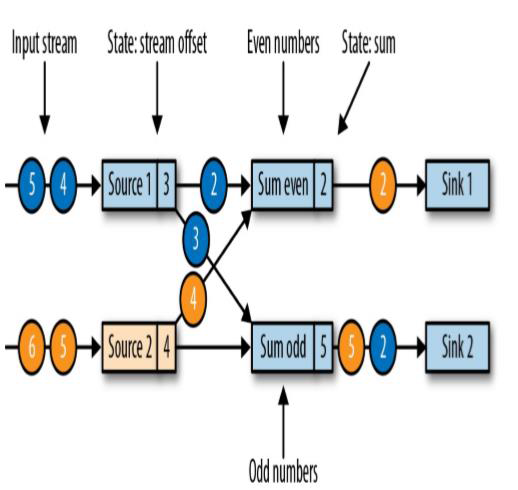 Input stream
State: stream offset
Even numbers
State: sum
5 4 Source 1 3 2 Sum even 2 2 Sink 1
3
4
6 5 Source 2 4 Sum odd 5 5 2 Sink 2
Odd numbers